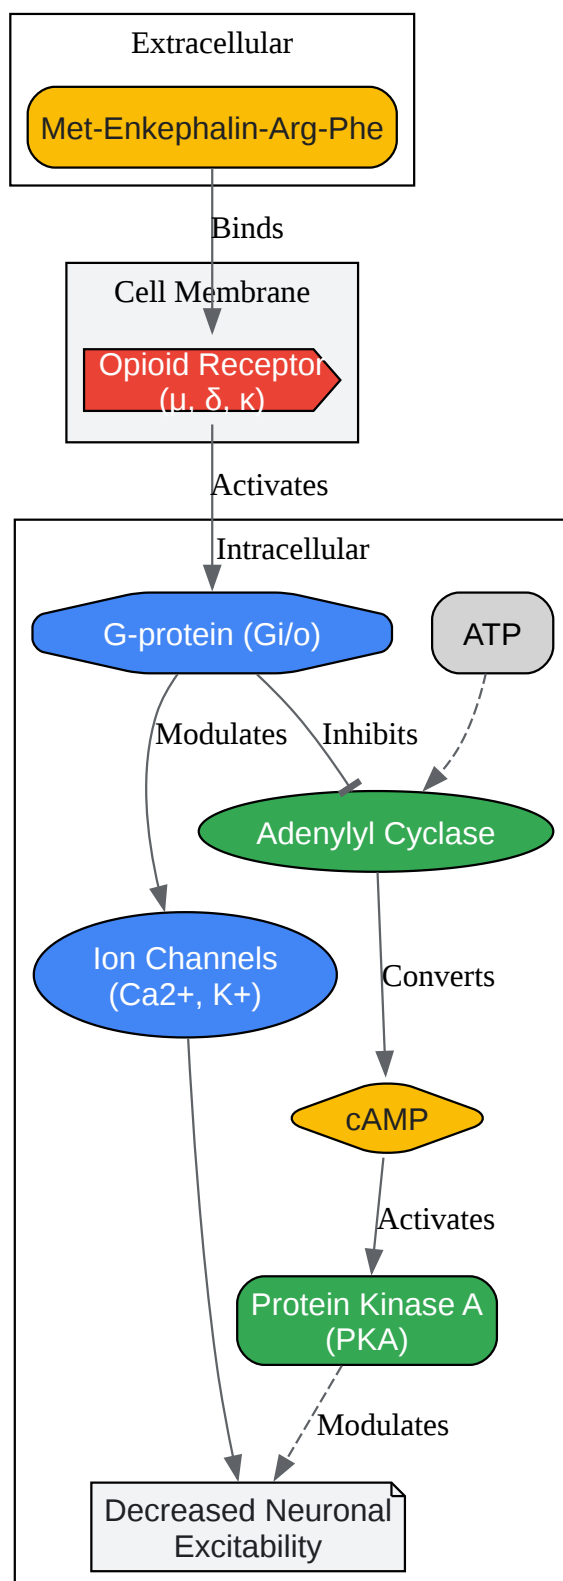 Extracellular
Met-Enkephalin-Arg-Phe
Binds
Cell Membrane
Opioid Receptor
(μ, δ, κ)
Activates
Intracellular
G-protein (Gi/o)
ATP
Modulates
Inhibits
Adenylyl Cyclase
Ion Channels
(Ca2+, K+)
Converts
cAMP
Activates
Protein Kinase A
(PKA)
Modulates
Decreased Neuronal
Excitability